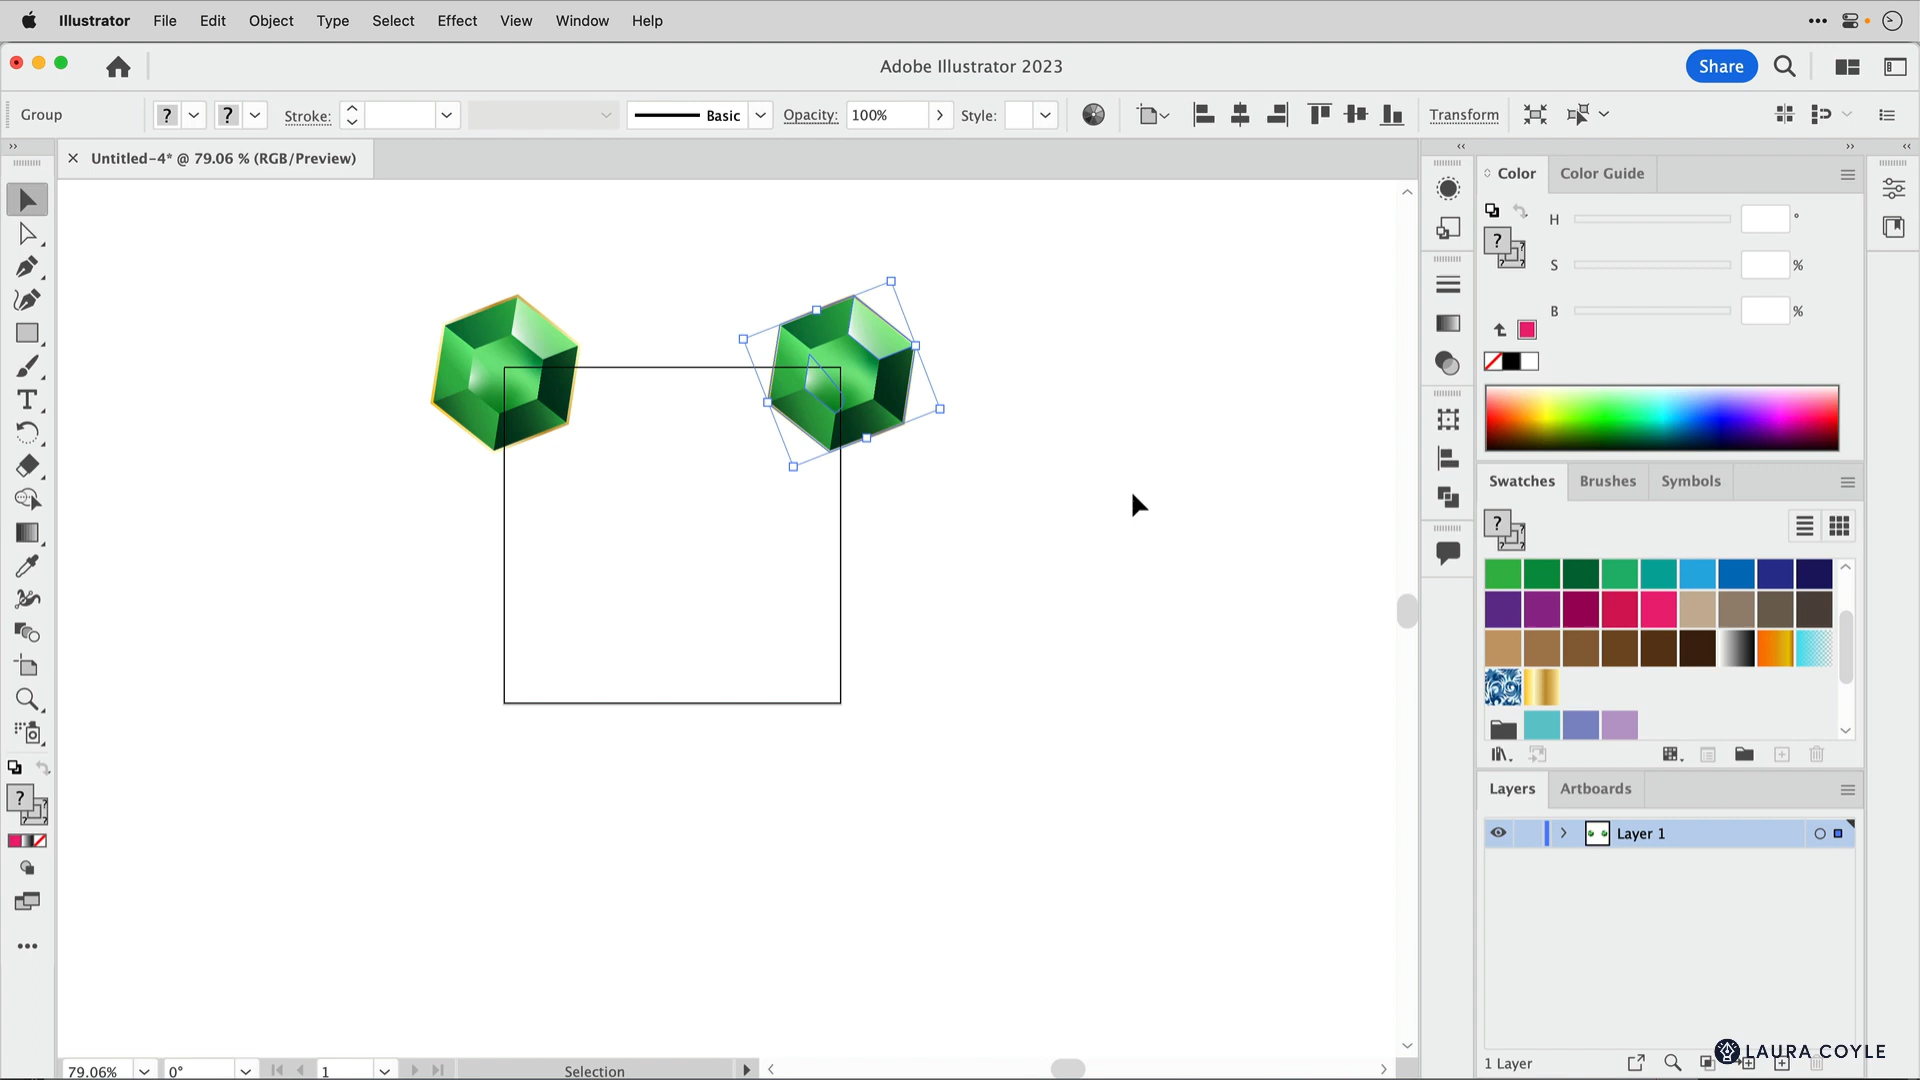 Illustrator File Edit Object Type Select Effect View Window Help
Adobe Illustrator 2023
Share
Group
? ? Stroke: Basic Opacity: 100% Style: Transform
Untitled-4* @ 79.06 % (RGB/Preview)
Color Color Guide
H °
? ?
S %
B %
Swatches Brushes Symbols
? ?
Layers Artboards
? ?
Layer 1
LAURA COYLE
1 Layer
79.06% 0° 1 Selection